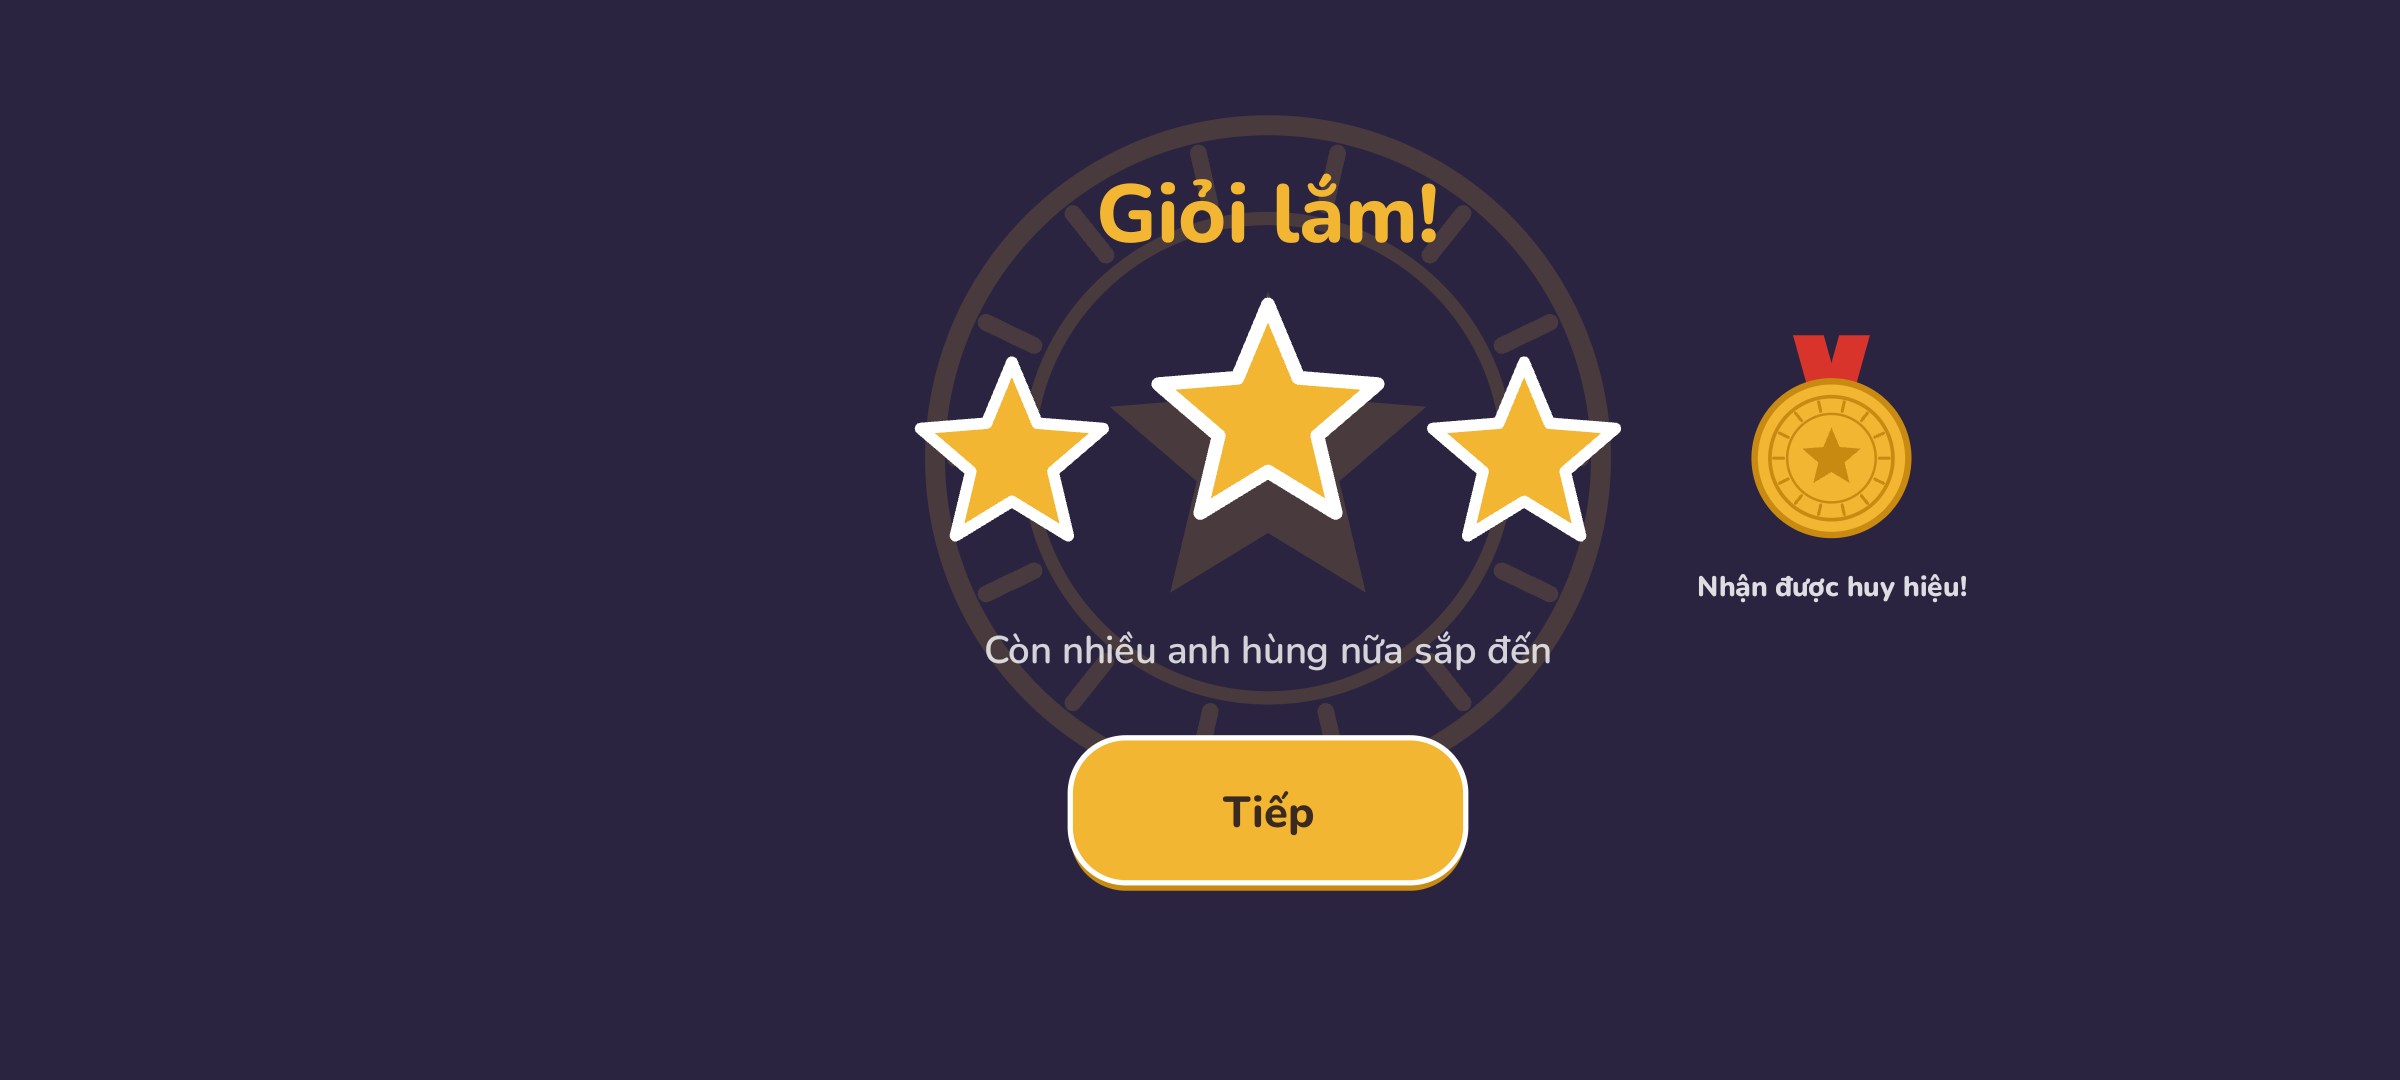 Giỏi lắm!
Nhận được huy hiệu!
Còn nhiều anh hùng nữa sắp đến
Tiếp